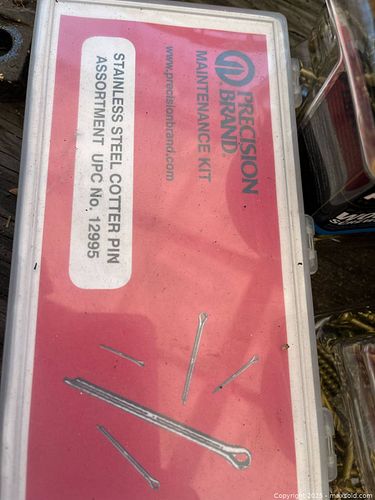 PRECISION
BRAND®
MAINTENANCE KIT
www.precisionbrand.com
STAINLESS STEEL COTTER PIN
ASSORTMENT UPC No. 12995
Copyright 2025 - maxsold.com